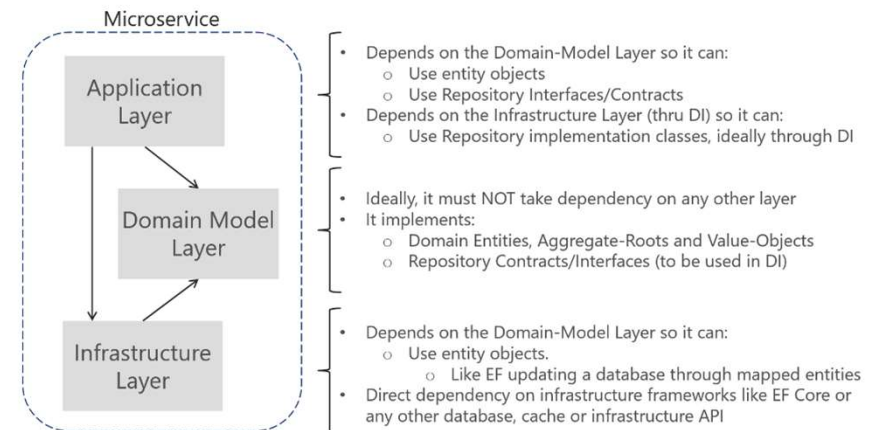 Microservice
Application
Layer
• Depends on the Domain-Model Layer so it can:
o Use entity objects
o Use Repository Interfaces/Contracts
• Depends on the Infrastructure Layer (thru DI) so it can:
o Use Repository implementation classes, ideally through DI
Domain Model
Layer
• Ideally, it must NOT take dependency on any other layer
• It implements:
o Domain Entities, Aggregate-Roots and Value-Objects
o Repository Contracts/Interfaces (to be used in DI)
Infrastructure
Layer
• Depends on the Domain-Model Layer so it can:
o Use entity objects.
o Like EF updating a database through mapped entities
• Direct dependency on infrastructure frameworks like EF Core or
any other database, cache or infrastructure API